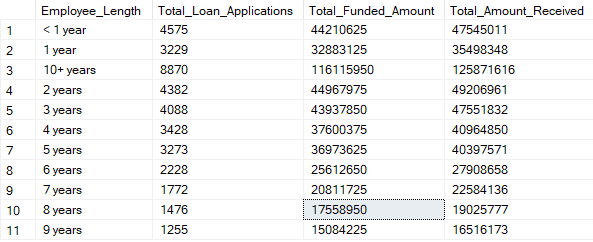 Employee_Length Total_Loan_Applications Total_Funded_Amount Total_Amount_Received
1 < 1 year 4575 44210625 47545011
2 1 year 3229 32883125 35498348
3 10+ years 8870 116115950 125871616
4 2 years 4382 44967975 49206961
5 3 years 4088 43937850 47551832
6 4 years 3428 37600375 40964850
7 5 years 3273 36973625 40397571
8 6 years 2228 25612650 27908658
9 7 years 1772 20811725 22584136
10 8 years 1476 17558950 19025777
11 9 years 1255 15084225 16516173